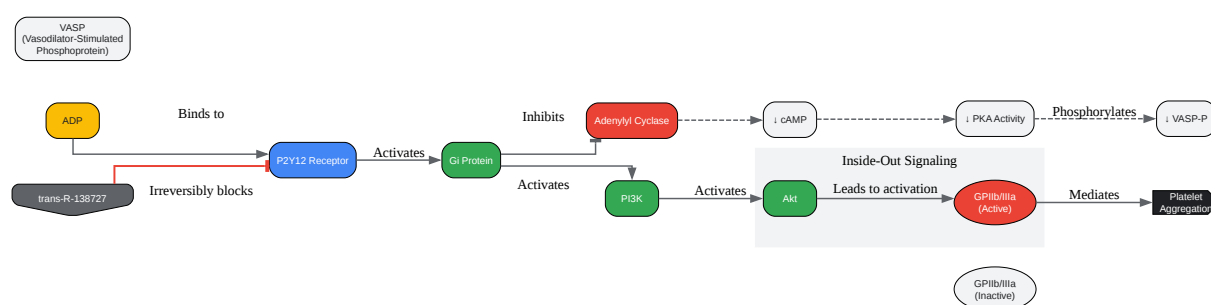 VASP
(Vasodilator-Stimulated
Phosphoprotein)
ADP
Binds to
Inhibits
Adenylyl Cyclase
↓ cAMP
↓ PKA Activity
Phosphorylates
↓ VASP-P
P2Y12 Receptor
Activates
Gi Protein
Inside-Out Signaling
trans-R-138727
Irreversibly blocks
Activates
PI3K
Activates
Akt
Leads to activation
GPIIb/IIIa
(Active)
Mediates
Platelet
Aggregation
GPIIb/IIIa
(Inactive)